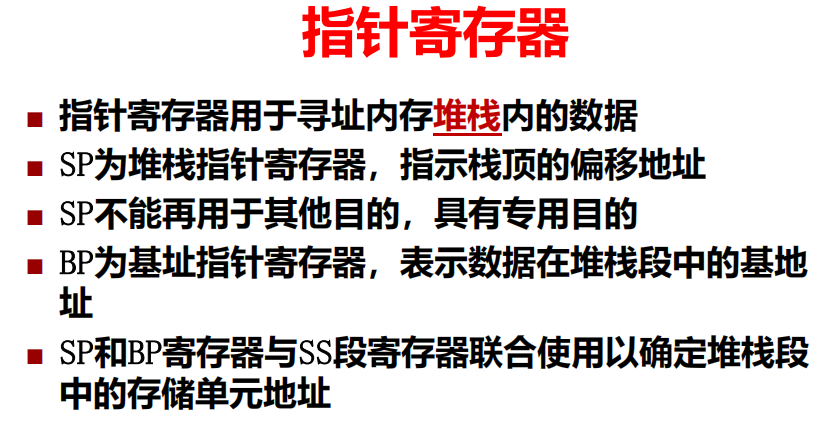 指针寄存器
■ 指针寄存器用于寻址内存堆栈内的数据
■ SP为堆栈指针寄存器，指示栈顶的偏移地址
■ SP不能再用于其他目的，具有专用目的
■ BP为基址指针寄存器，表示数据在堆栈段中的基地
址
■ SP和BP寄存器与SS段寄存器联合使用以确定堆栈段
中的存储单元地址